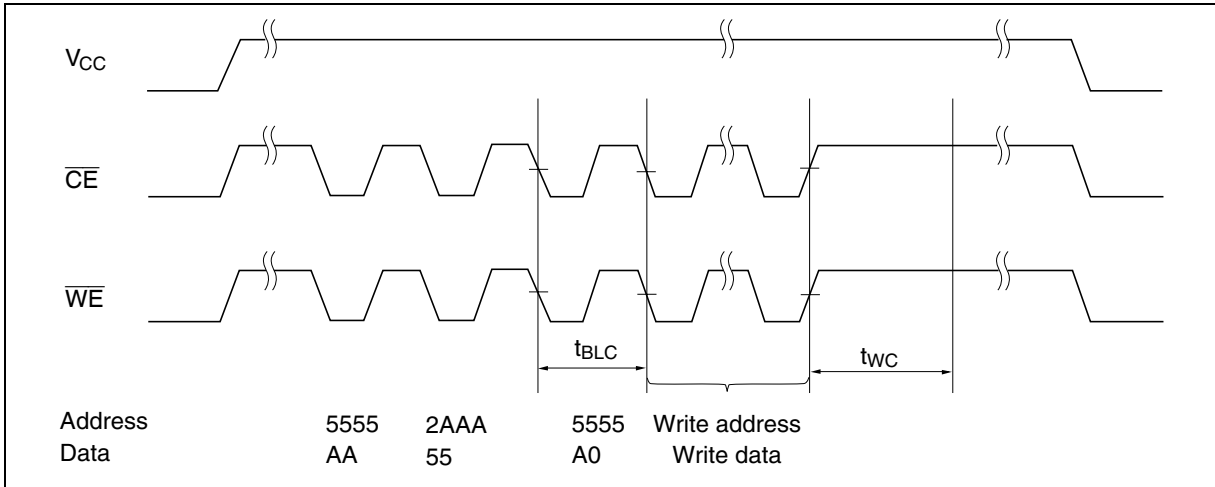 VCC
CE
WE
tBLC
tWC
Address 5555 2AAA 5555 Write address
Data AA 55 A0 Write data